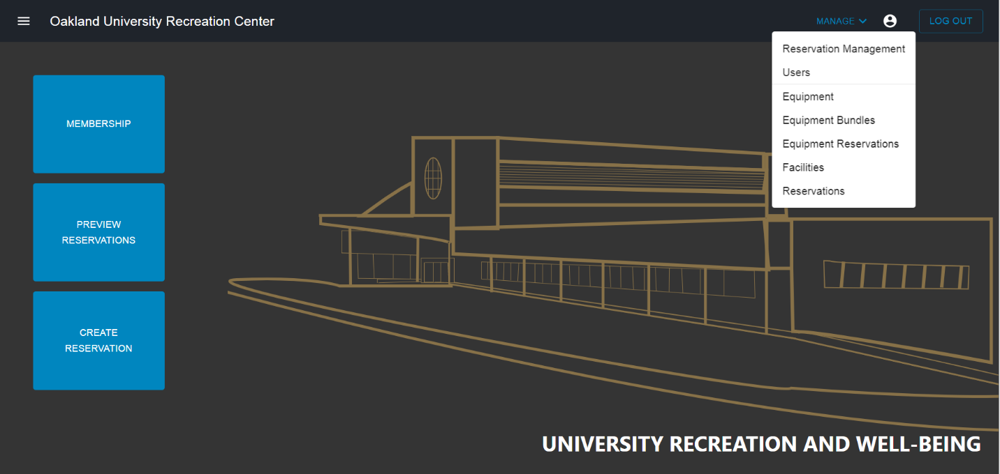 Oakland University Recreation Center
MANAGE
LOG OUT
Reservation Management
Users
Equipment
Equipment Bundles
Equipment Reservations
Facilities
Reservations
MEMBERSHIP
PREVIEW
RESERVATIONS
CREATE
RESERVATION
UNIVERSITY RECREATION AND WELL-BEING